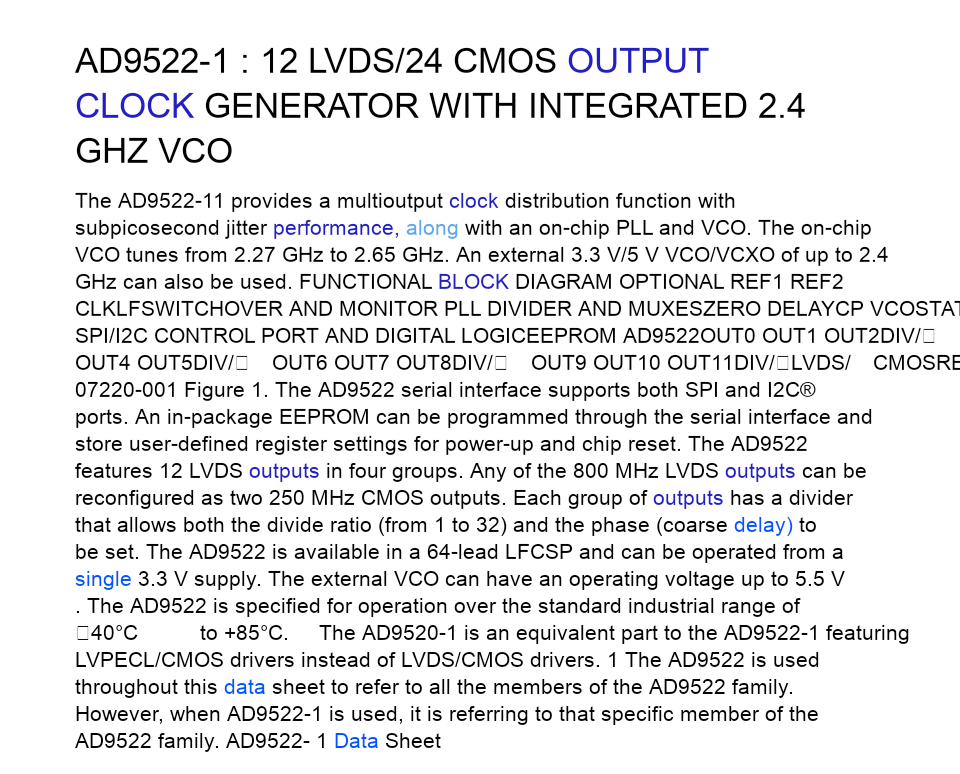 AD9522-1 : 12 LVDS/24 CMOS OUTPUT
CLOCK GENERATOR WITH INTEGRATED 2.4
GHZ VCO
The AD9522-11 provides a multioutput clock distribution function with
subpicosecond jitter performance, along with an on-chip PLL and VCO. The on-chip
VCO tunes from 2.27 GHz to 2.65 GHz. An external 3.3 V/5 V VCO/VCXO of up to 2.4
GHz can also be used. FUNCTIONAL BLOCK DIAGRAM OPTIONAL REF1 REF2
CLKLFSWITCHOVER AND MONITOR PLL DIVIDER AND MUXESZERO DELAYCP VCOSTAT
SPI/I2C CONTROL PORT AND DIGITAL LOGICEEPROM AD9522OUT0 OUT1 OUT2DIV/□
OUT4 OUT5DIV/□ OUT6 OUT7 OUT8DIV/□ OUT9 OUT10 OUT11DIV/□LVDS/ CMOSRE
07220-001 Figure 1. The AD9522 serial interface supports both SPI and I2C®
ports. An in-package EEPROM can be programmed through the serial interface and
store user-defined register settings for power-up and chip reset. The AD9522
features 12 LVDS outputs in four groups. Any of the 800 MHz LVDS outputs can be
reconfigured as two 250 MHz CMOS outputs. Each group of outputs has a divider
that allows both the divide ratio (from 1 to 32) and the phase (coarse delay) to
be set. The AD9522 is available in a 64-lead LFCSP and can be operated from a
single 3.3 V supply. The external VCO can have an operating voltage up to 5.5 V
. The AD9522 is specified for operation over the standard industrial range of
□40°C to +85°C. The AD9520-1 is an equivalent part to the AD9522-1 featuring
LVPECL/CMOS drivers instead of LVDS/CMOS drivers. 1 The AD9522 is used
throughout this data sheet to refer to all the members of the AD9522 family.
However, when AD9522-1 is used, it is referring to that specific member of the
AD9522 family. AD9522- 1 Data Sheet